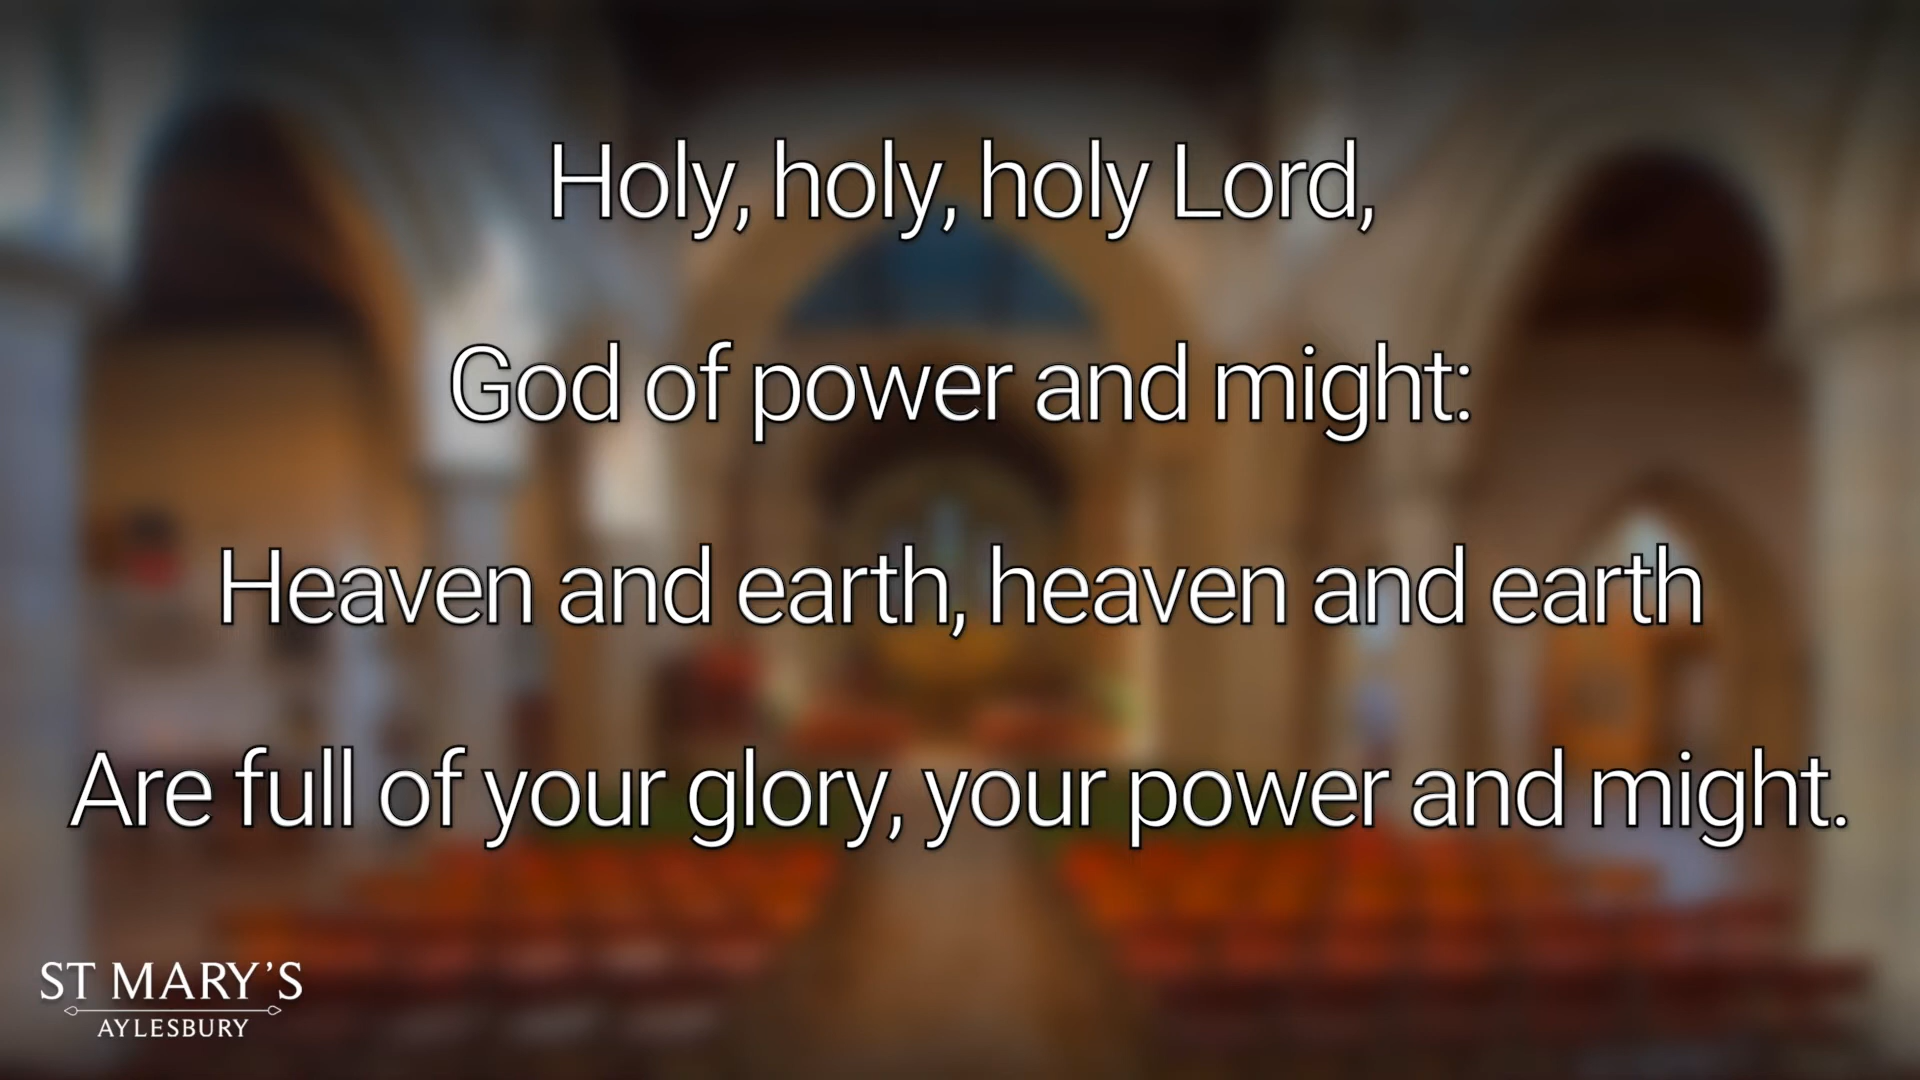 Holy, holy, holy Lord,
God of power and might:
Heaven and earth, heaven and earth
Are full of your glory, your power and might.
ST MARY’S
AYLESBURY